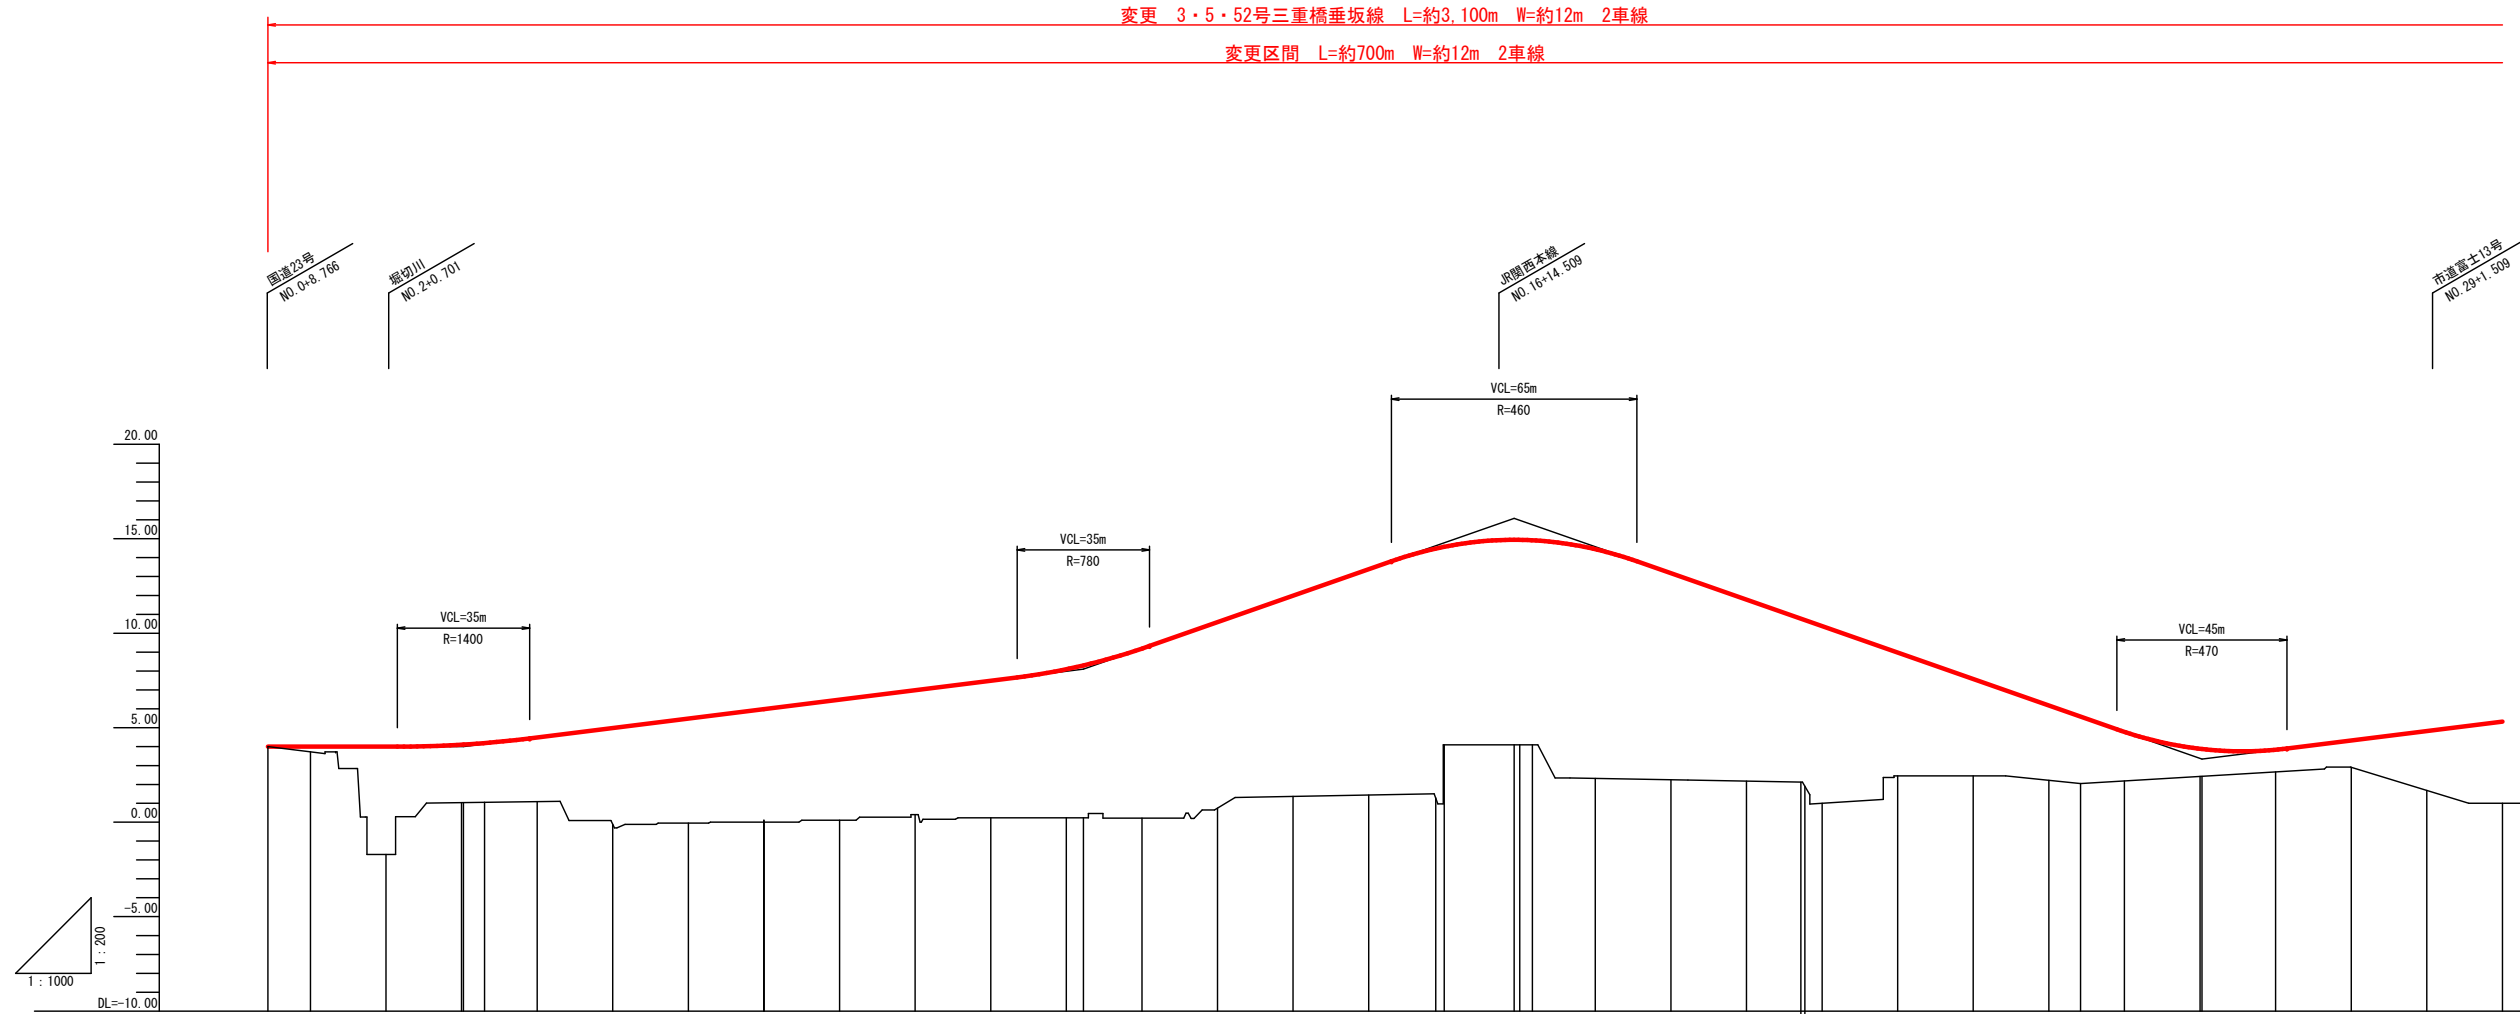 変更　3・5・52号三重橋垂坂線　L=約3,100m　W=約12m　2車線
変更区間　L=約700m　W=約12m　2車線
国道23号
NO.0+8.766
堀切川
NO.2+0.701
JR関西本線
NO.16+14.509
市道富士13号
NO.29+1.509
VCL=65m
R=460
VCL=35m
R=780
VCL=35m
R=1400
VCL=45m
R=470
20.00
15.00
10.00
5.00
0.00
-5.00
DL=-10.00
1：200
1：1000